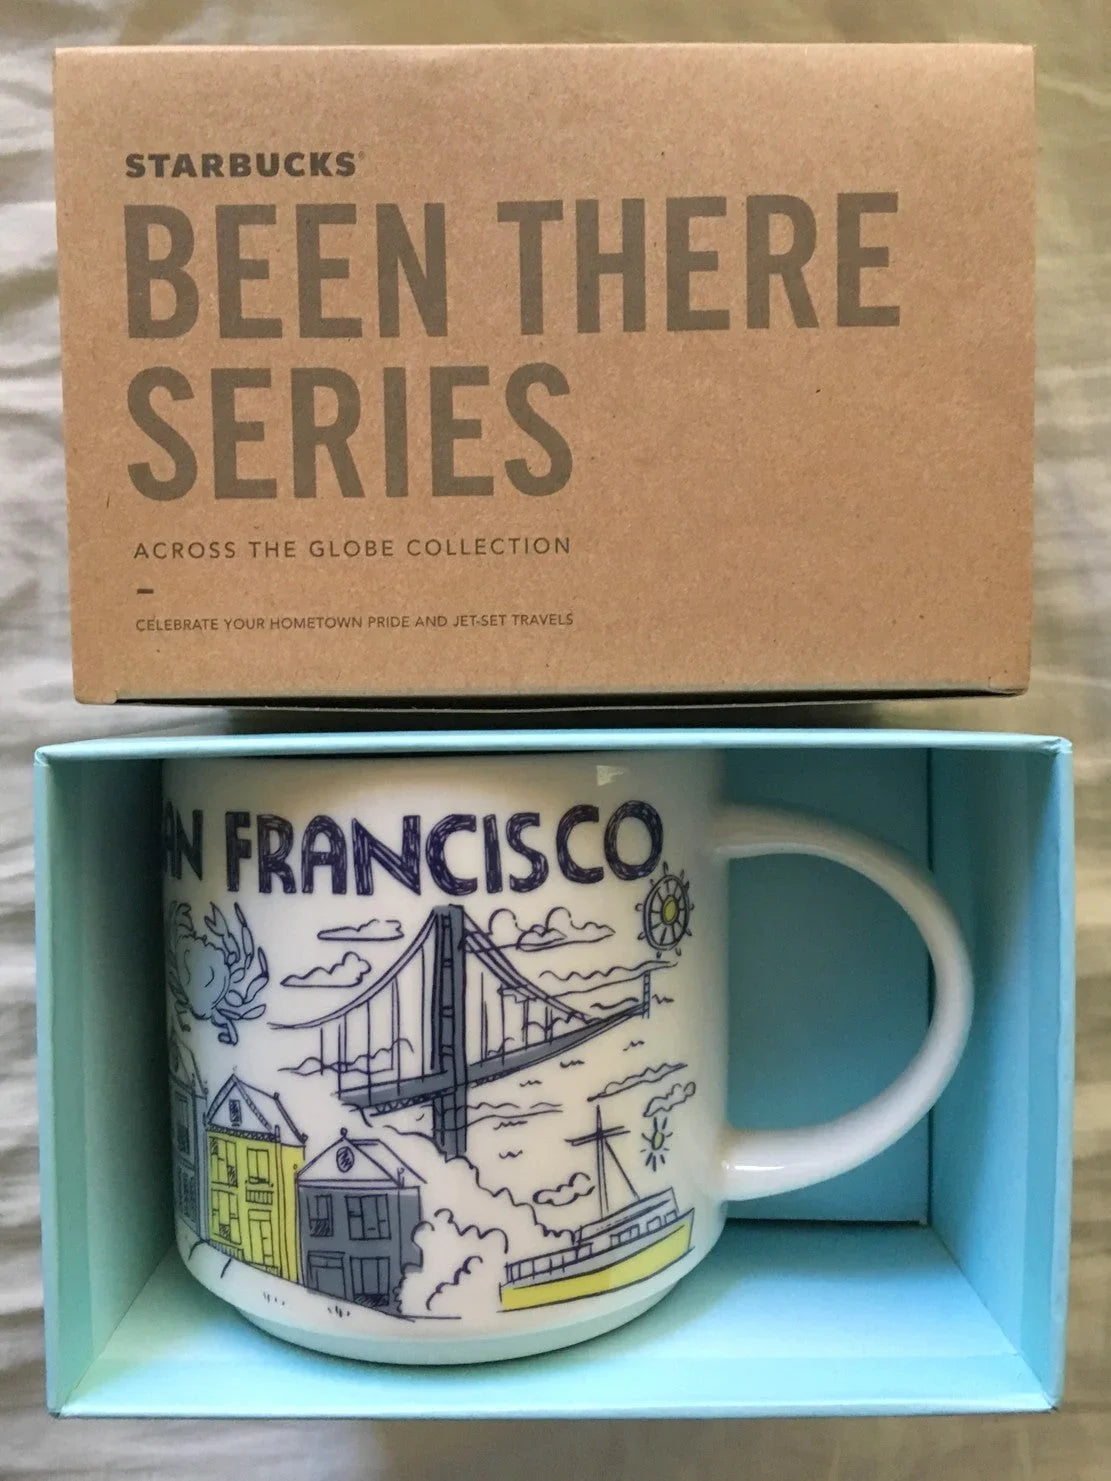 STARBUCKS®
BEEN THERE
SERIES
ACROSS THE GLOBE COLLECTION
–
CELEBRATE YOUR HOMETOWN PRIDE AND JET-SET TRAVELS
AN FRANCISCO